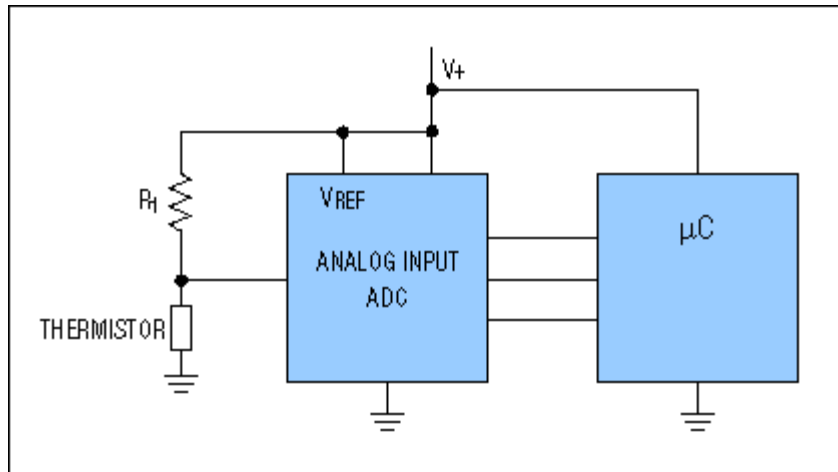 V+
R1
VREF
ANALOG INPUT
ADC
μC
THERMISTOR